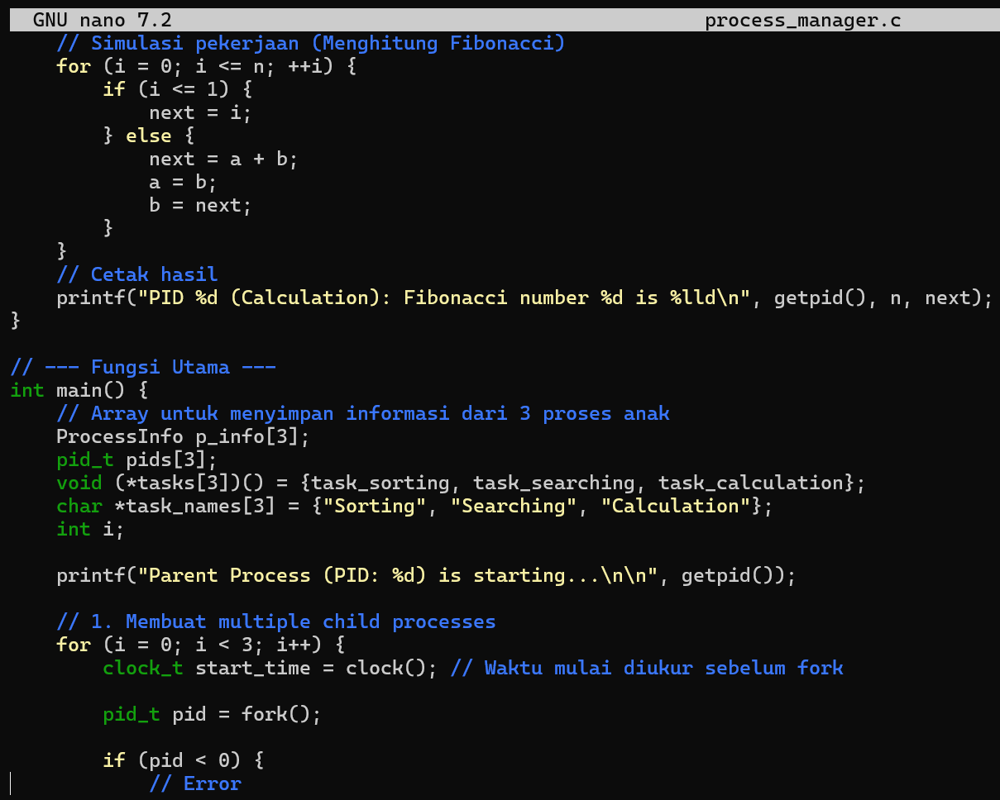 GNU nano 7.2 process_manager.c
// Simulasi pekerjaan (Menghitung Fibonacci)
for (i = 0; i <= n; ++i) {
if (i <= 1) {
next = i;
} else {
next = a + b;
a = b;
b = next;
}
}
// Cetak hasil
printf("PID %d (Calculation): Fibonacci number %d is %lld\n", getpid(), n, next);
}
// --- Fungsi Utama ---
int main() {
// Array untuk menyimpan informasi dari 3 proses anak
ProcessInfo p_info[3];
pid_t pids[3];
void (*tasks[3])() = {task_sorting, task_searching, task_calculation};
char *task_names[3] = {"Sorting", "Searching", "Calculation"};
int i;
printf("Parent Process (PID: %d) is starting...\n\n", getpid());
// 1. Membuat multiple child processes
for (i = 0; i < 3; i++) {
clock_t start_time = clock(); // Waktu mulai diukur sebelum fork
pid_t pid = fork();
if (pid < 0) {
// Error